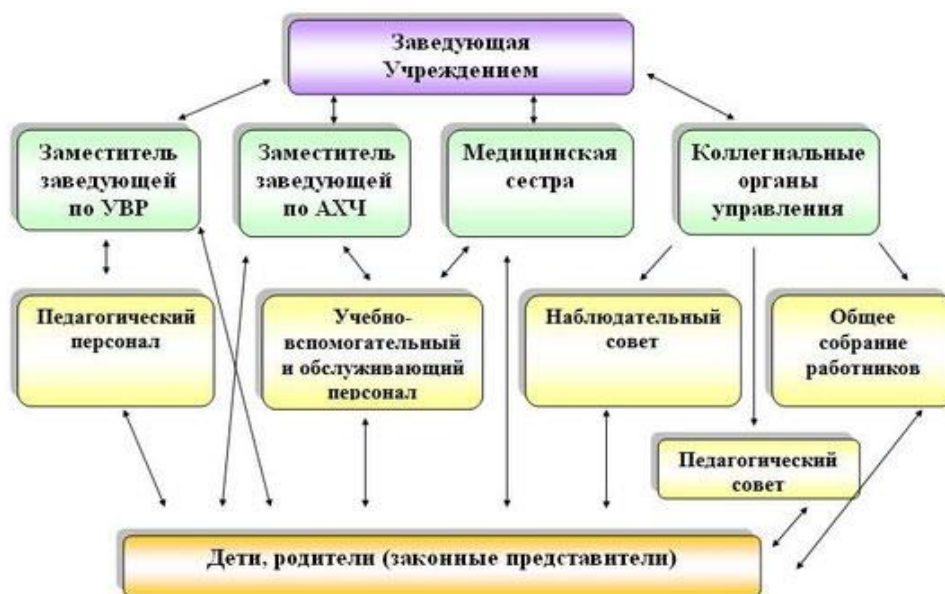 Заведующая
Учреждением
Заместитель
заведующей
по УВР
Заместитель
заведующей
по АХЧ
Медицинская
сестра
Коллегиальные
органы
управления
Педагогический
персонал
Учебно-
вспомогательный
и обслуживающий
персонал
Наблюдательный
совет
Общее
собрание
работников
Педагогический
совет
Дети, родители (законные представители)